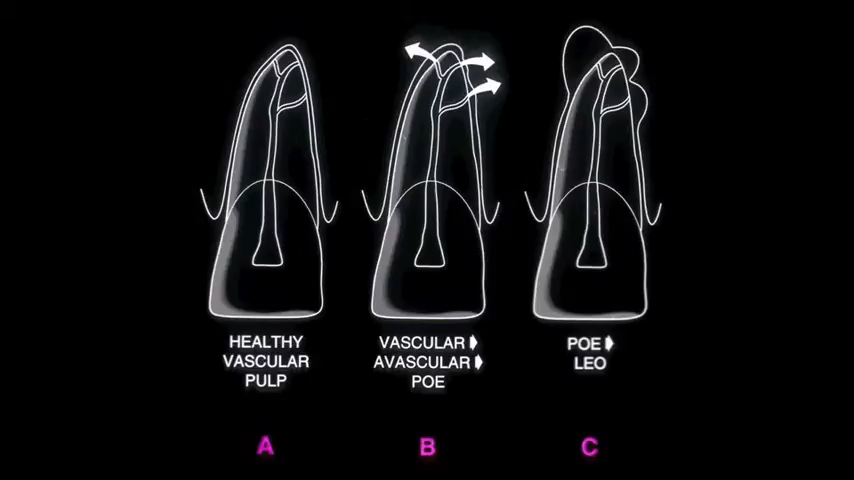 HEALTHY
VASCULAR
PULP
VASCULAR
AVASCULAR
POE
POE
LEO
A
B
C